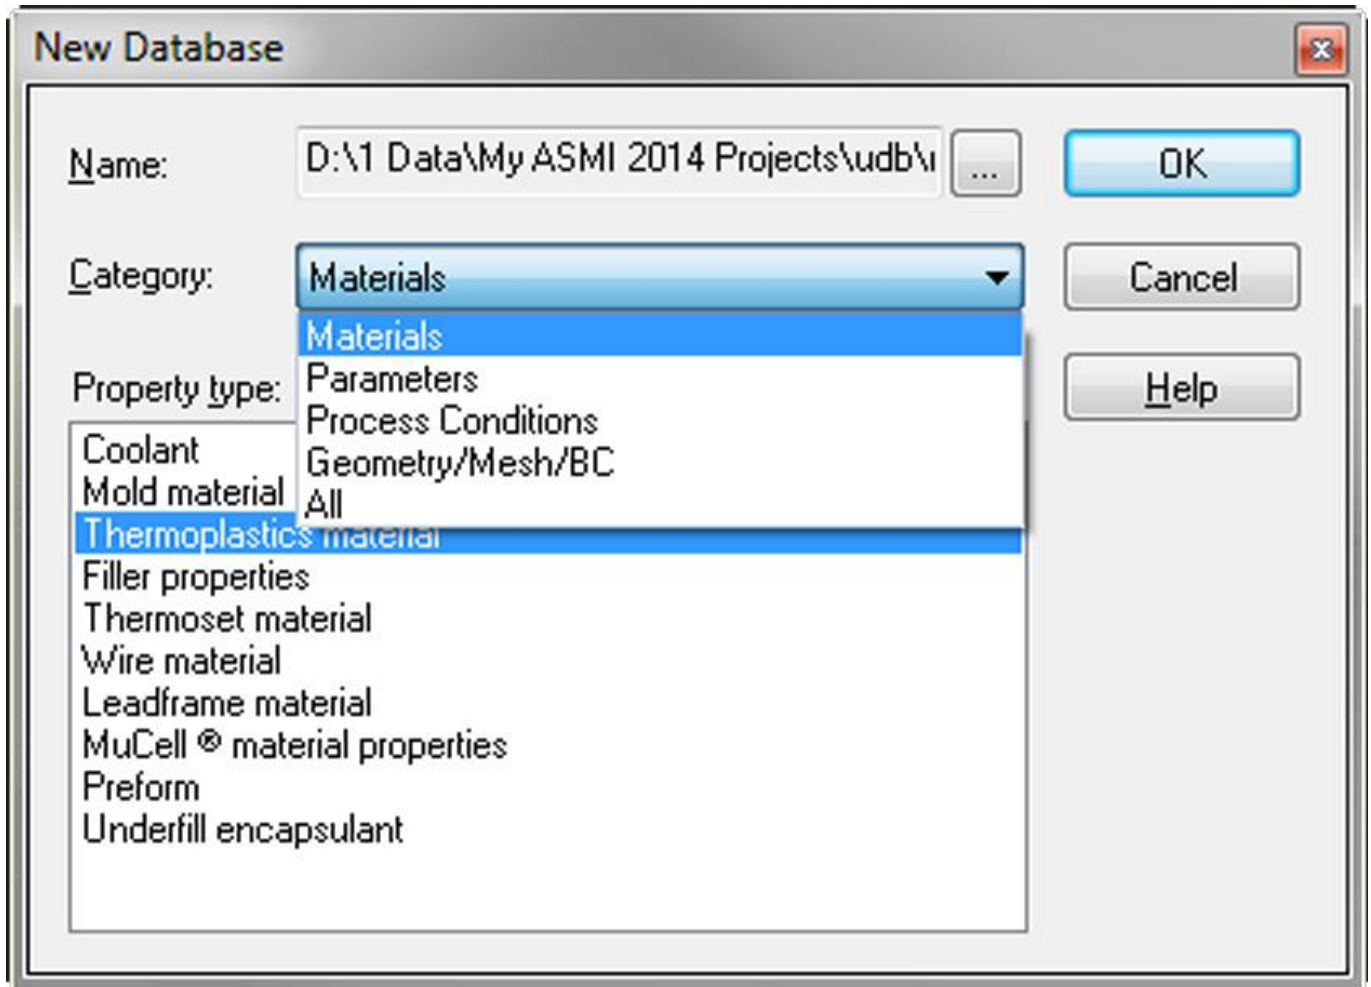 New Database
Name:
D:\1 Data\My ASMI 2014 Projects\udb\
...
OK
Category:
Materials
Cancel
Materials
Parameters
Process Conditions
Geometry/Mesh/BC
All
Help
Property type:
Coolant
Mold material
Thermoplastics material
Filler properties
Thermoset material
Wire material
Leadframe material
MuCell ® material properties
Preform
Underfill encapsulant